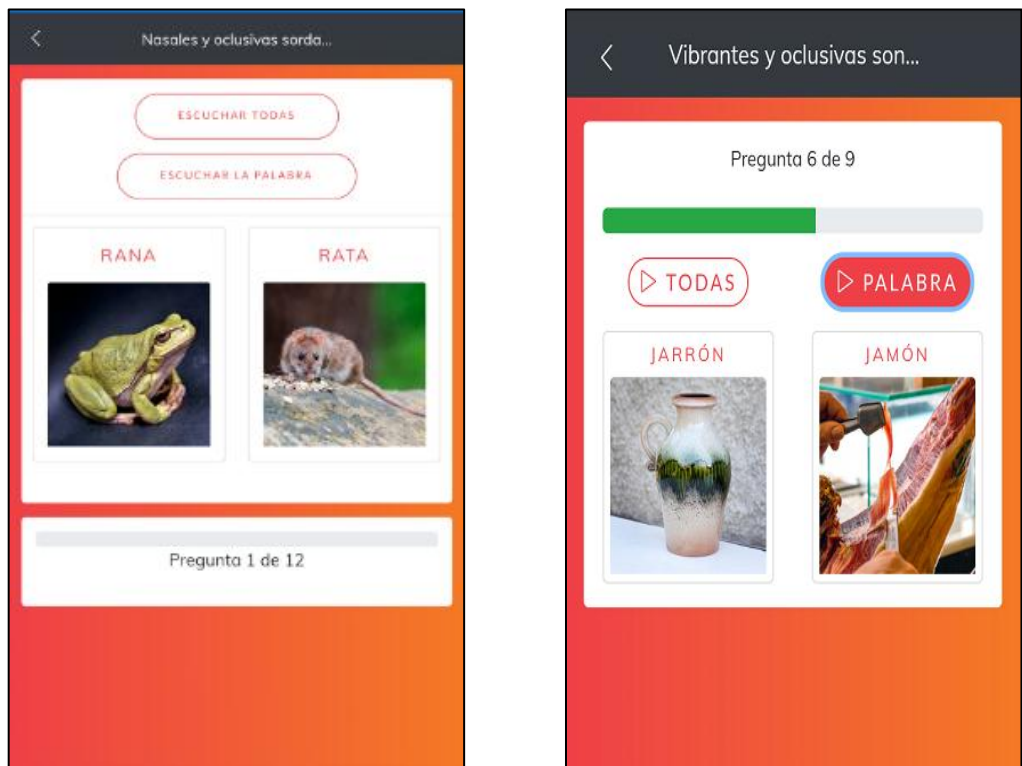 Nasales y oclusivas sorda...
ESCUCHAR TODAS
ESCUCHAR LA PALABRA
RANA
RATA
Pregunta 1 de 12
Vibrantes y oclusivas son...
Pregunta 6 de 9
TODAS
PALABRA
JARRÓN
JAMÓN